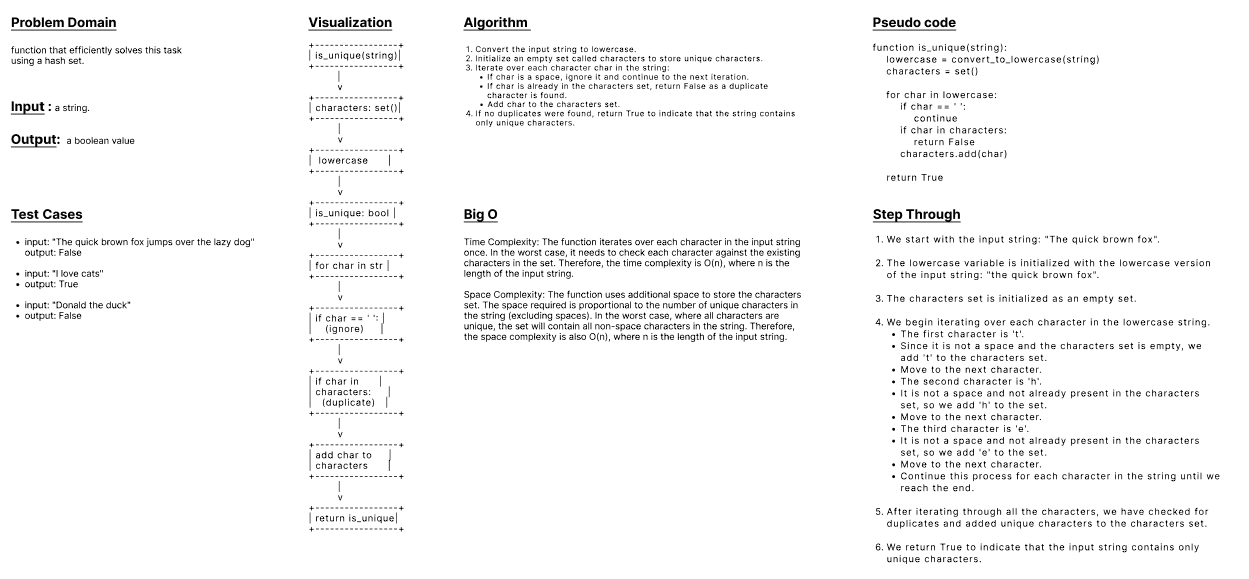 Problem Domain
function that efficiently solves this task
using a hash set.
Input : a string.
Output: a boolean value
Visualization
+------------------+
| is_unique(string)|
+------------------+
|
v
+------------------+
| characters: set()|
+------------------+
|
v
+------------------+
| lowercase |
+------------------+
|
v
+------------------+
| is_unique: bool |
+------------------+
|
v
+------------------+
| for char in str |
+------------------+
|
v
+------------------+
| if char == ' ': |
| (ignore) |
+------------------+
|
v
+------------------+
| if char in |
| characters: |
| (duplicate) |
+------------------+
|
v
+------------------+
| add char to |
| characters |
+------------------+
|
v
+------------------+
| return is_unique|
+------------------+
Algorithm
1. Convert the input string to lowercase.
2. Initialize an empty set called characters to store unique characters.
3. Iterate over each character char in the string:
• If char is a space, ignore it and continue to the next iteration.
• If char is already in the characters set, return False as a duplicate
character is found.
• Add char to the characters set.
4. If no duplicates were found, return True to indicate that the string contains
only unique characters.
Pseudo code
function is_unique(string):
lowercase = convert_to_lowercase(string)
characters = set()
for char in lowercase:
if char == ' ':
continue
if char in characters:
return False
characters.add(char)
return True
Test Cases
• input: "The quick brown fox jumps over the lazy dog"
output: False
• input: "I love cats"
• output: True
• input: "Donald the duck"
• output: False
Big O
Time Complexity: The function iterates over each character in the input string
once. In the worst case, it needs to check each character against the existing
characters in the set. Therefore, the time complexity is O(n), where n is the
length of the input string.
Space Complexity: The function uses additional space to store the characters
set. The space required is proportional to the number of unique characters in
the string (excluding spaces). In the worst case, where all characters are
unique, the set will contain all non-space characters in the string. Therefore,
the space complexity is also O(n), where n is the length of the input string.
Step Through
1. We start with the input string: "The quick brown fox".
2. The lowercase variable is initialized with the lowercase version
of the input string: "the quick brown fox".
3. The characters set is initialized as an empty set.
4. We begin iterating over each character in the lowercase string.
• The first character is 't'.
• Since it is not a space and the characters set is empty, we
add 't' to the characters set.
• Move to the next character.
• The second character is 'h'.
• It is not a space and not already present in the characters
set, so we add 'h' to the set.
• Move to the next character.
• The third character is 'e'.
• It is not a space and not already present in the characters
set, so we add 'e' to the set.
• Move to the next character.
• Continue this process for each character in the string until we
reach the end.
5. After iterating through all the characters, we have checked for
duplicates and added unique characters to the characters set.
6. We return True to indicate that the input string contains only
unique characters.